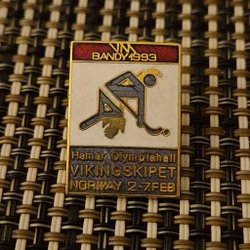 VM
BANDY 1993
Hamar Olympiahall
VIKINGSKIPET
NORWAY 2.-7.FEB